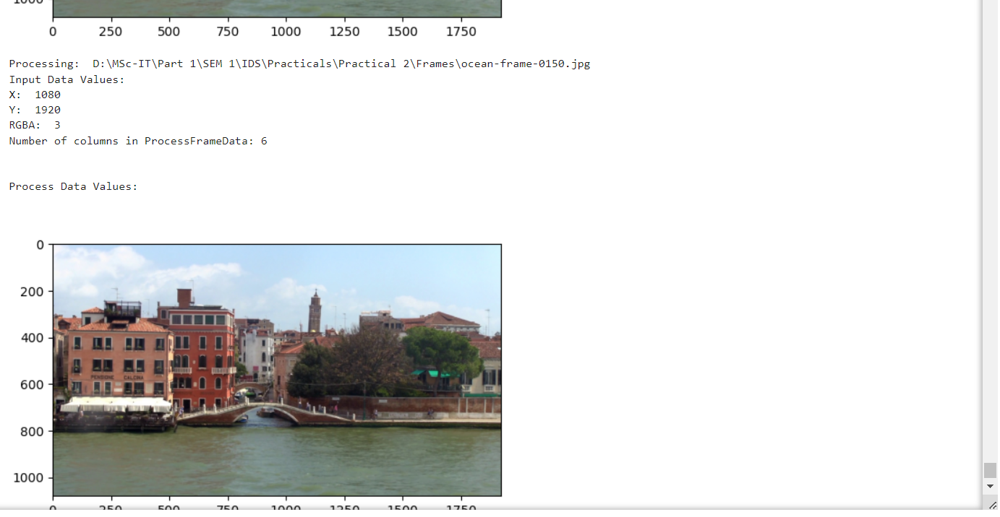 1000
0 250 500 750 1000 1250 1500 1750
Processing:  D:\MSc-IT\Part 1\SEM 1\IDS\Practicals\Practical 2\Frames\ocean-frame-0150.jpg
Input Data Values:
X:  1080
Y:  1920
RGBA:  3
Number of columns in ProcessFrameData: 6
Process Data Values:
0
200
400
600
800
1000
PENSIONE CALCINA
0 250 500 750 1000 1250 1500 1750